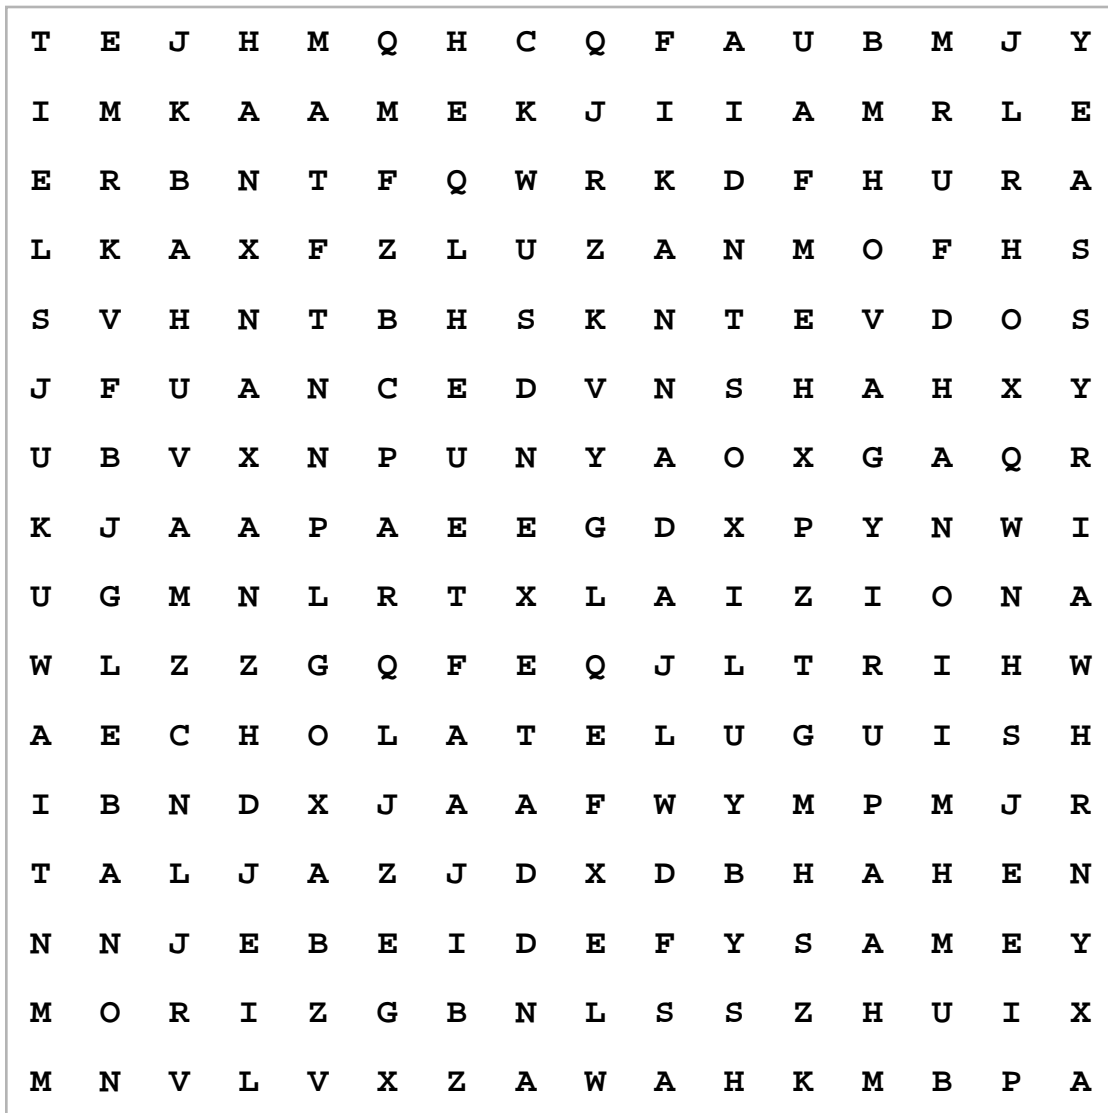 T E J H M Q H C Q F A U B M J Y
I M K A A M E K J I I A M R L E
E R B N T F Q W R K D F H U R A
L K A X F Z L U Z A N M O F H S
S V H N T B H S K N T E V D O S
J F U A N C E D V N S H A H X Y
U B V X N P U N Y A O X G A Q R
K J A A P A E E G D X P Y N W I
U G M N L R T X L A I Z I O N A
W L Z Z G Q F E Q J L T R I H W
A E C H O L A T E L U G U I S H
I B N D X J A A F W Y M P M J R
T A L J A Z J D X D B H A H E N
N N J E B E I D E F Y S A M E Y
M O R I Z G B N L S S Z H U I X
M N V L V X Z A W A H K M B P A